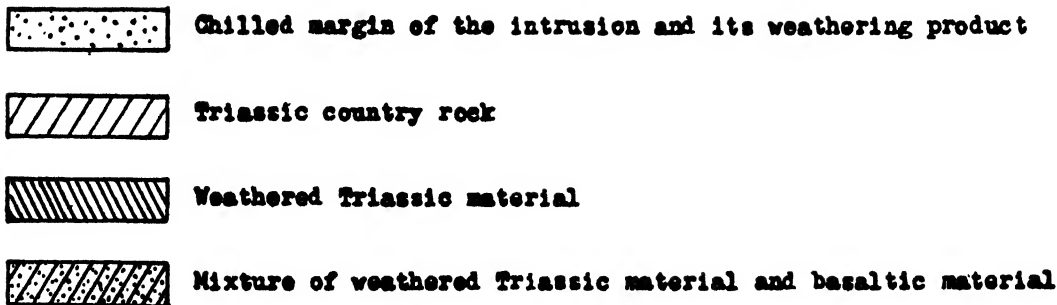 Chilled margin of the intrusion and its weathering product
Triassic country rock
Weathered Triassic material
Mixture of weathered Triassic material and basaltic material